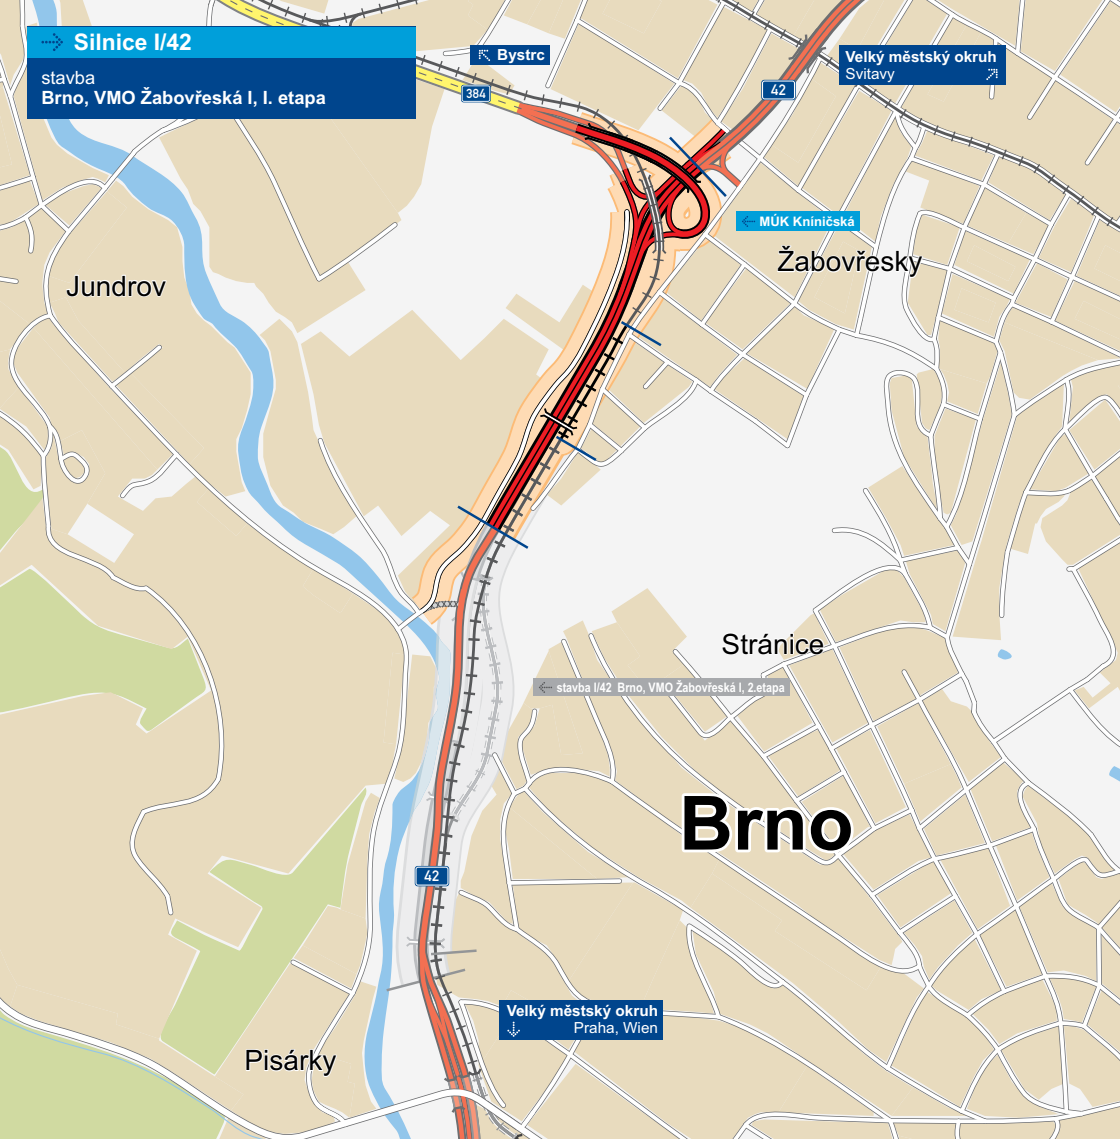 Silnice I/42
stavba
Brno, VMO Žabovřeská I, I. etapa
Bystrc
Velký městský okruh
Svitavy
384
42
MÚK Kníničská
Žabovřesky
Jundrov
Stránice
stavba I/42 Brno, VMO Žabovřeská I, 2.etapa
Brno
42
Velký městský okruh
Praha, Wien
Pisárky